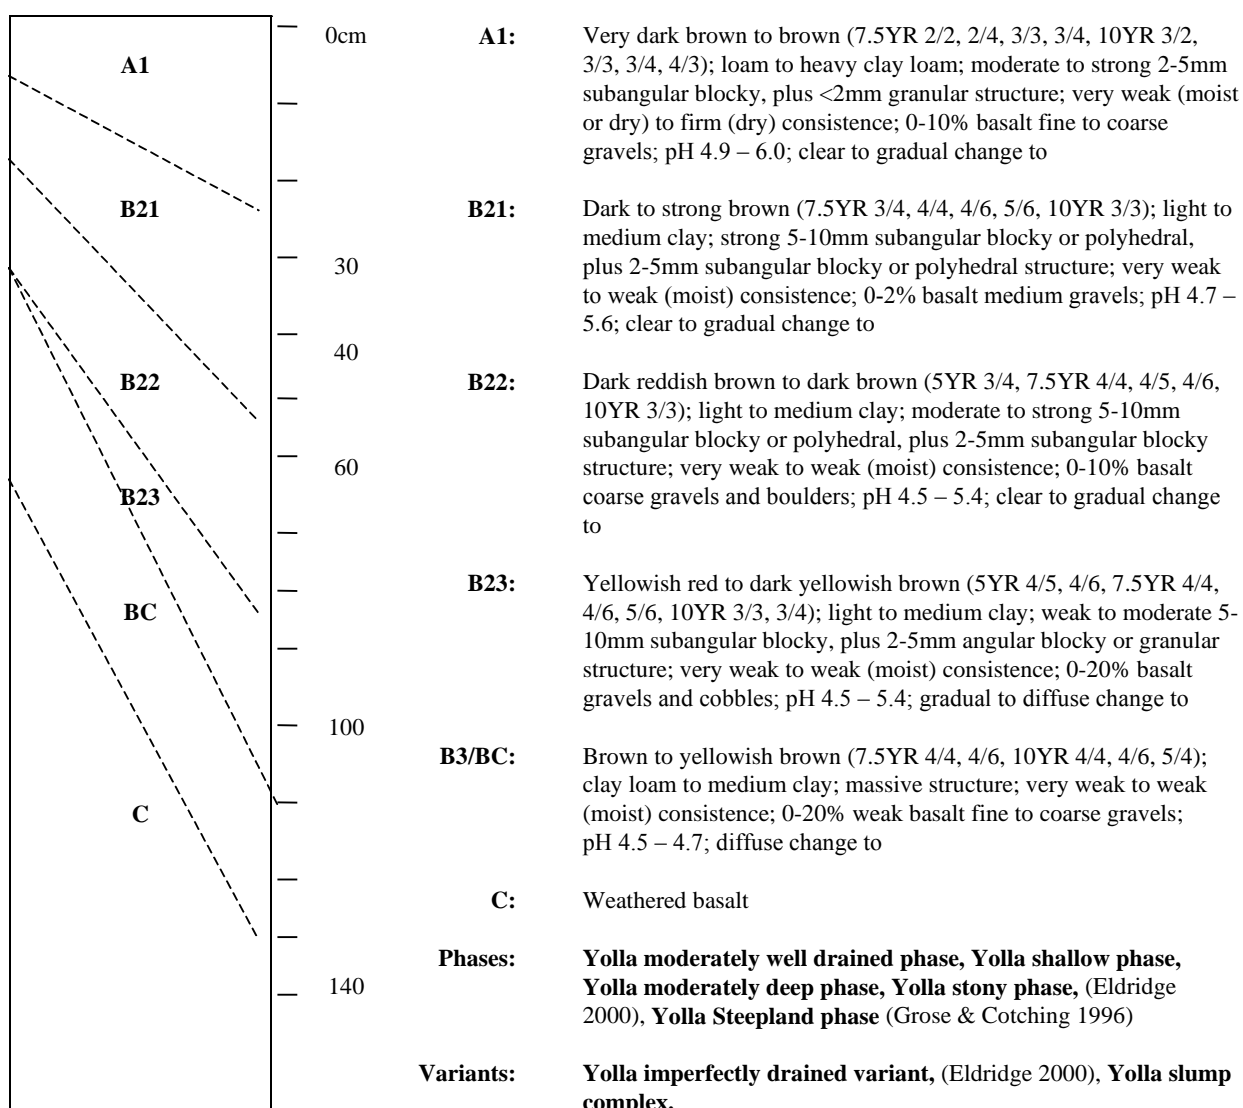 A1
B21
B22
B23
BC
C
0cm
30
40
60
100
140
A1: Very dark brown to brown (7.5YR 2/2, 2/4, 3/3, 3/4, 10YR 3/2,
3/3, 3/4, 4/3); loam to heavy clay loam; moderate to strong 2-5mm
subangular blocky, plus <2mm granular structure; very weak (moist
or dry) to firm (dry) consistence; 0-10% basalt fine to coarse
gravels; pH 4.9 – 6.0; clear to gradual change to
B21: Dark to strong brown (7.5YR 3/4, 4/4, 4/6, 5/6, 10YR 3/3); light to
medium clay; strong 5-10mm subangular blocky or polyhedral,
plus 2-5mm subangular blocky or polyhedral structure; very weak
to weak (moist) consistence; 0-2% basalt medium gravels; pH 4.7 –
5.6; clear to gradual change to
B22: Dark reddish brown to dark brown (5YR 3/4, 7.5YR 4/4, 4/5, 4/6,
10YR 3/3); light to medium clay; moderate to strong 5-10mm
subangular blocky or polyhedral, plus 2-5mm subangular blocky
structure; very weak to weak (moist) consistence; 0-10% basalt
coarse gravels and boulders; pH 4.5 – 5.4; clear to gradual change
to
B23: Yellowish red to dark yellowish brown (5YR 4/5, 4/6, 7.5YR 4/4,
4/6, 5/6, 10YR 3/3, 3/4); light to medium clay; weak to moderate 5-
10mm subangular blocky, plus 2-5mm angular blocky or granular
structure; very weak to weak (moist) consistence; 0-20% basalt
gravels and cobbles; pH 4.5 – 5.4; gradual to diffuse change to
B3/BC: Brown to yellowish brown (7.5YR 4/4, 4/6, 10YR 4/4, 4/6, 5/4);
clay loam to medium clay; massive structure; very weak to weak
(moist) consistence; 0-20% weak basalt fine to coarse gravels;
pH 4.5 – 4.7; diffuse change to
C: Weathered basalt
Phases: Yolla moderately well drained phase, Yolla shallow phase,
Yolla moderately deep phase, Yolla stony phase, (Eldridge
2000), Yolla Steepland phase (Grose & Cotching 1996)
Variants: Yolla imperfectly drained variant, (Eldridge 2000), Yolla slump
complex.